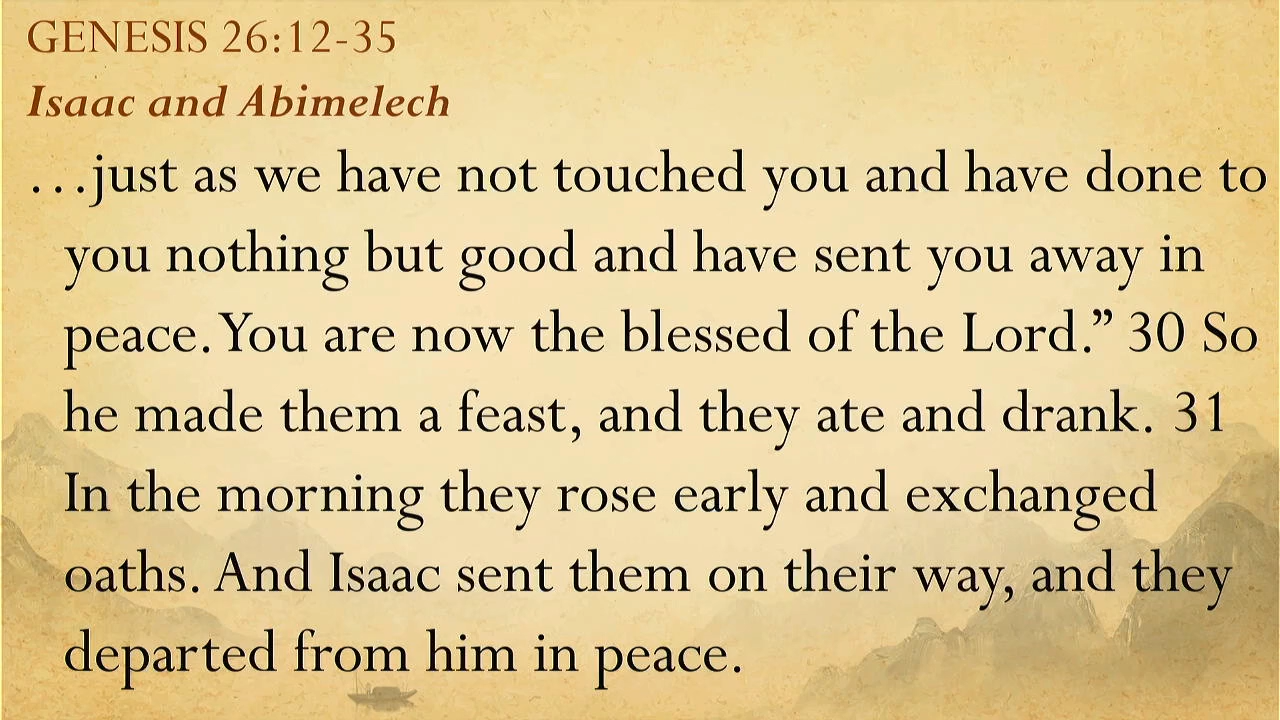 GENESIS 26:12-35
Isaac and Abimelech
…just as we have not touched you and have done to
you nothing but good and have sent you away in
peace. You are now the blessed of the Lord.” 30 So
he made them a feast, and they ate and drank. 31
In the morning they rose early and exchanged
oaths. And Isaac sent them on their way, and they
departed from him in peace.